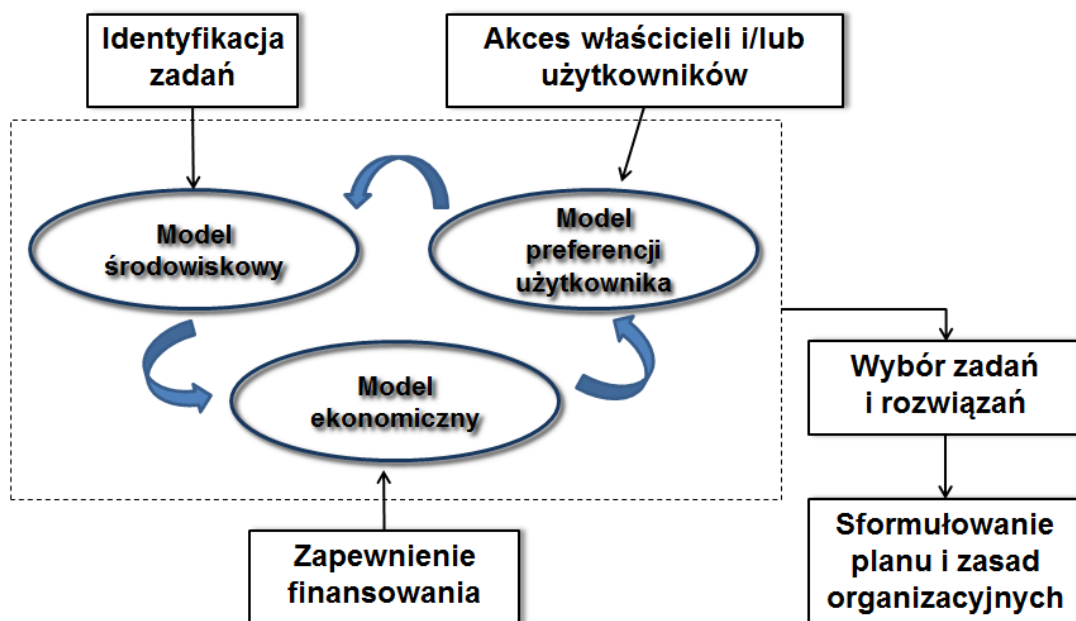 Identyfikacja
zadań
Akces właścicieli i/lub
użytkowników
Model
środowiskowy
Model
preferencji
użytkownika
Model
ekonomiczny
Wybór zadań
i rozwiązań
Zapewnienie
finansowania
Sformułowanie
planu i zasad
organizacyjnych